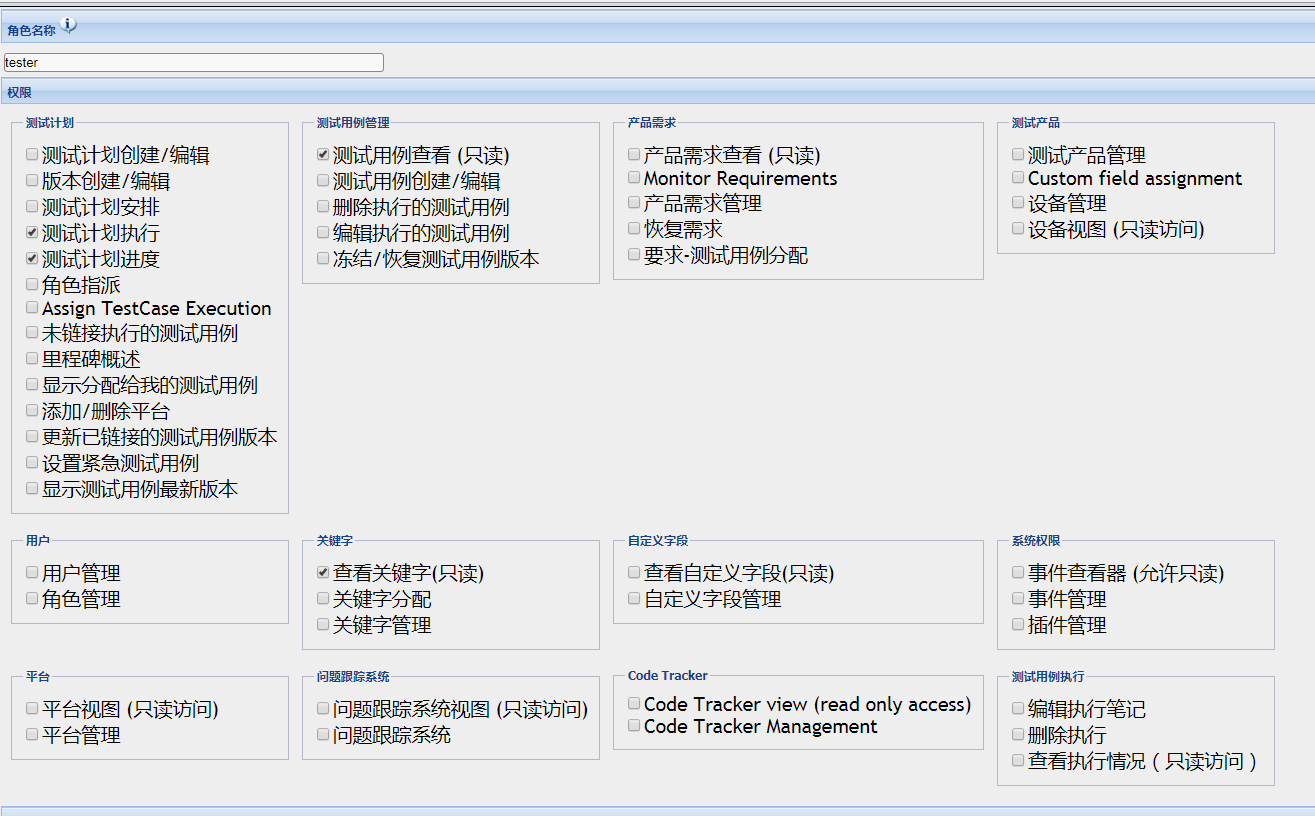 角色名称
tester
权限
测试计划
测试计划创建/编辑
版本创建/编辑
测试计划安排
测试计划执行
测试计划进度
角色指派
Assign TestCase Execution
未链接执行的测试用例
里程碑概述
显示分配给我的测试用例
添加/删除平台
更新已链接的测试用例版本
设置紧急测试用例
显示测试用例最新版本
测试用例管理
测试用例查看 (只读)
测试用例创建/编辑
删除执行的测试用例
编辑执行的测试用例
冻结/恢复测试用例版本
产品需求
产品需求查看 (只读)
Monitor Requirements
产品需求管理
恢复需求
要求-测试用例分配
测试产品
测试产品管理
Custom field assignment
设备管理
设备视图 (只读访问)
用户
用户管理
角色管理
关键字
查看关键字(只读)
关键字分配
关键字管理
自定义字段
查看自定义字段(只读)
自定义字段管理
系统权限
事件查看器 (允许只读)
事件管理
插件管理
平台
平台视图 (只读访问)
平台管理
问题跟踪系统
问题跟踪系统视图 (只读访问)
问题跟踪系统
Code Tracker
Code Tracker view (read only access)
Code Tracker Management
测试用例执行
编辑执行笔记
删除执行
查看执行情况（只读访问）